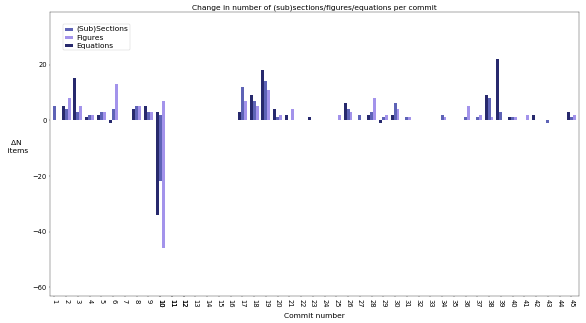 Change in number of (sub)sections/figures/equations per commit
(Sub)Sections
Figures
Equations
20
0
−20
−40
−60
ΔN
items
1 2 3 4 5 6 7 8 9 10 11 12 13 14 15 16 17 18 19 20 21 22 23 24 25 26 27 28 29 30 31 32 33 34 35 36 37 38 39 40 41 42 43 44 45
Commit number